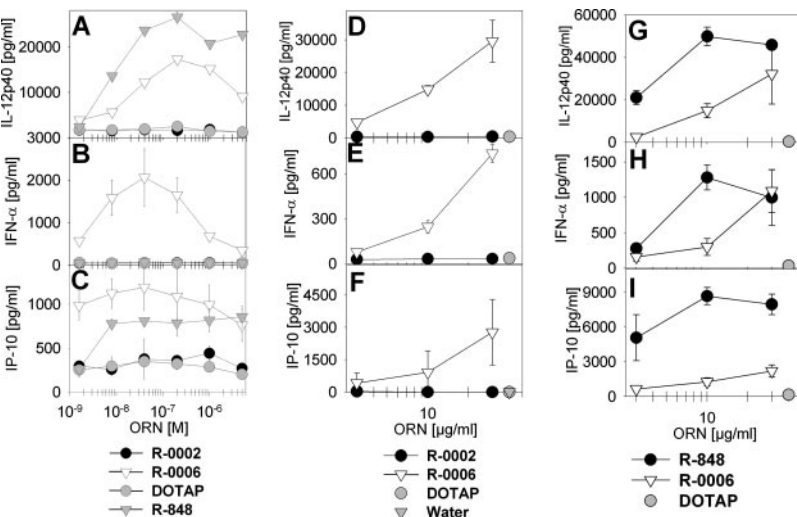 A
IL-12p40 [pg/ml]
20000
10000
3000
B
IFN-α [pg/ml]
2000
1000
0
C
IP-10 [pg/ml]
1000
500
0
10-9 10-8 10-7 10-6
ORN [M]
R-0002
R-0006
DOTAP
R-848
D
IL-12p40 [pg/ml]
30000
20000
10000
0
E
IFN-α [pg/ml]
600
300
0
F
IP-10 [pg/ml]
4500
3000
1500
0
10
ORN [µg/ml]
R-0002
R-0006
DOTAP
Water
G
IL-12p40 [pg/ml]
60000
40000
20000
0
H
IFN-α [pg/ml]
1500
1000
500
0
I
IP-10 [pg/ml]
9000
6000
3000
0
10
ORN [µg/ml]
R-848
R-0006
DOTAP